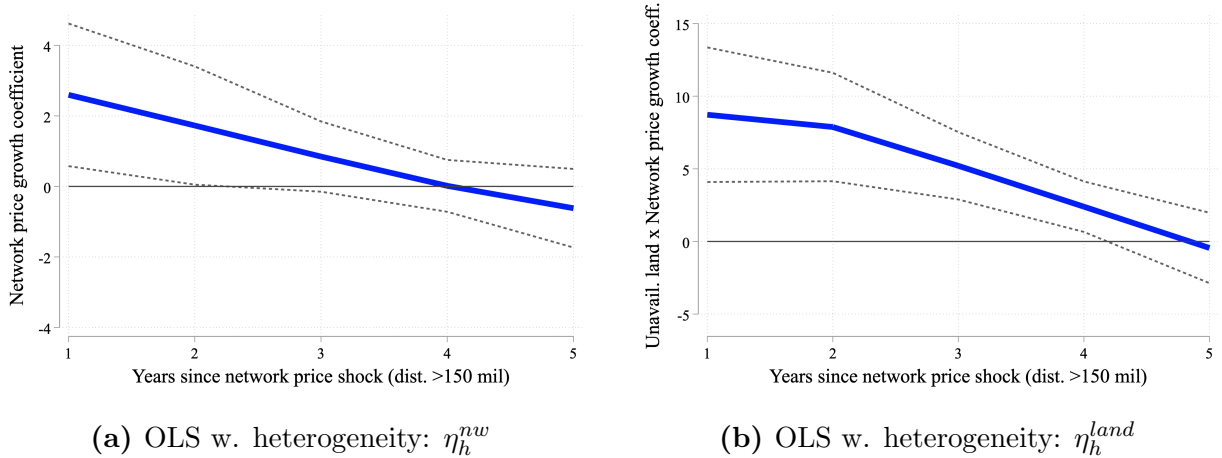 Network price growth coefficient
4
2
0
-2
-4
1 2 3 4 5
Years since network price shock (dist. >150 mil)
(a) OLS w. heterogeneity: η_h^{nw}
Unavail. land x Network price growth coeff.
15
10
5
0
-5
1 2 3 4 5
Years since network price shock (dist. >150 mil)
(b) OLS w. heterogeneity: η_h^{land}